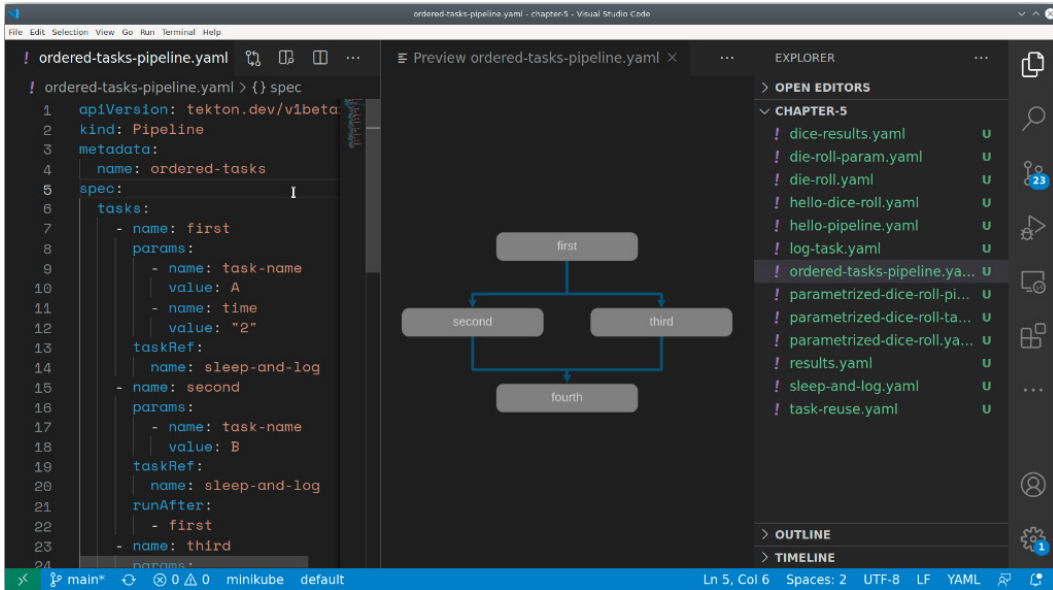 ordered-tasks-pipeline.yaml - chapter-5 - Visual Studio Code
File Edit Selection View Go Run Terminal Help
! ordered-tasks-pipeline.yaml ...
! ordered-tasks-pipeline.yaml > {} spec
1 apiVersion: tekton.dev/v1beta
2 kind: Pipeline
3 metadata:
4 name: ordered-tasks
5 spec:
6 tasks:
7 - name: first
8 params:
9 - name: task-name
10 value: A
11 - name: time
12 value: "2"
13 taskRef:
14 name: sleep-and-log
15 - name: second
16 params:
17 - name: task-name
18 value: B
19 taskRef:
20 name: sleep-and-log
21 runAfter:
22 - first
23 - name: third
24 params:
Preview ordered-tasks-pipeline.yaml × ...
first
second third
fourth
EXPLORER ...
> OPEN EDITORS
CHAPTER-5
! dice-results.yaml U
! die-roll-param.yaml U
! die-roll.yaml U
! hello-dice-roll.yaml U
! hello-pipeline.yaml U
! log-task.yaml U
! ordered-tasks-pipeline.ya... U
! parametrized-dice-roll-pi... U
! parametrized-dice-roll-ta... U
! parametrized-dice-roll.ya... U
! results.yaml U
! sleep-and-log.yaml U
! task-reuse.yaml U
> OUTLINE
> TIMELINE
23
...
1
main* 0 0 minikube default
Ln 5, Col 6 Spaces: 2 UTF-8 LF YAML